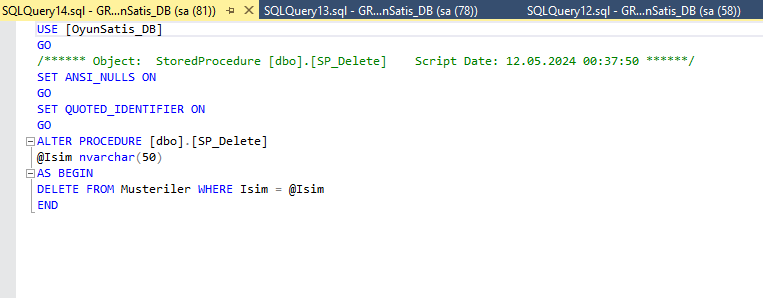 SQLQuery14.sql - GR...nSatis_DB (sa (81)) SQLQuery13.sql - GR...nSatis_DB (sa (78)) SQLQuery12.sql - GR...nSatis_DB (sa (58))
USE [OyunSatis_DB]
GO
/****** Object:  StoredProcedure [dbo].[SP_Delete]    Script Date: 12.05.2024 00:37:50 ******/
SET ANSI_NULLS ON
GO
SET QUOTED_IDENTIFIER ON
GO
ALTER PROCEDURE [dbo].[SP_Delete]
@Isim nvarchar(50)
AS BEGIN
DELETE FROM Musteriler WHERE Isim = @Isim
END